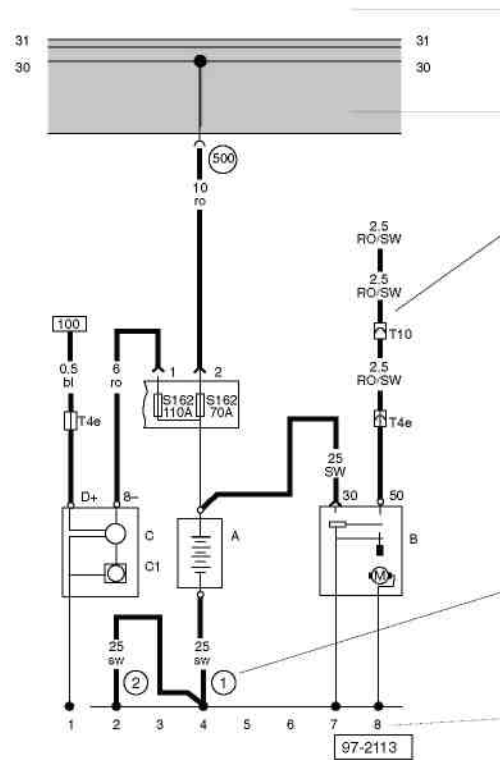 31 31
30 30
500
10
ro
2.5
RO/SW
2.5
RO/SW
100
T10
0.5
bl
6
ro
1 2
2.5
RO/SW
S162
110A
S162
70A
T4e
T4e
25
SW
D+ 8–
30 50
C
A
B
C1
M
25
sw
2
25
sw
1
1 2 3 4 5 6 7 8
97-2113